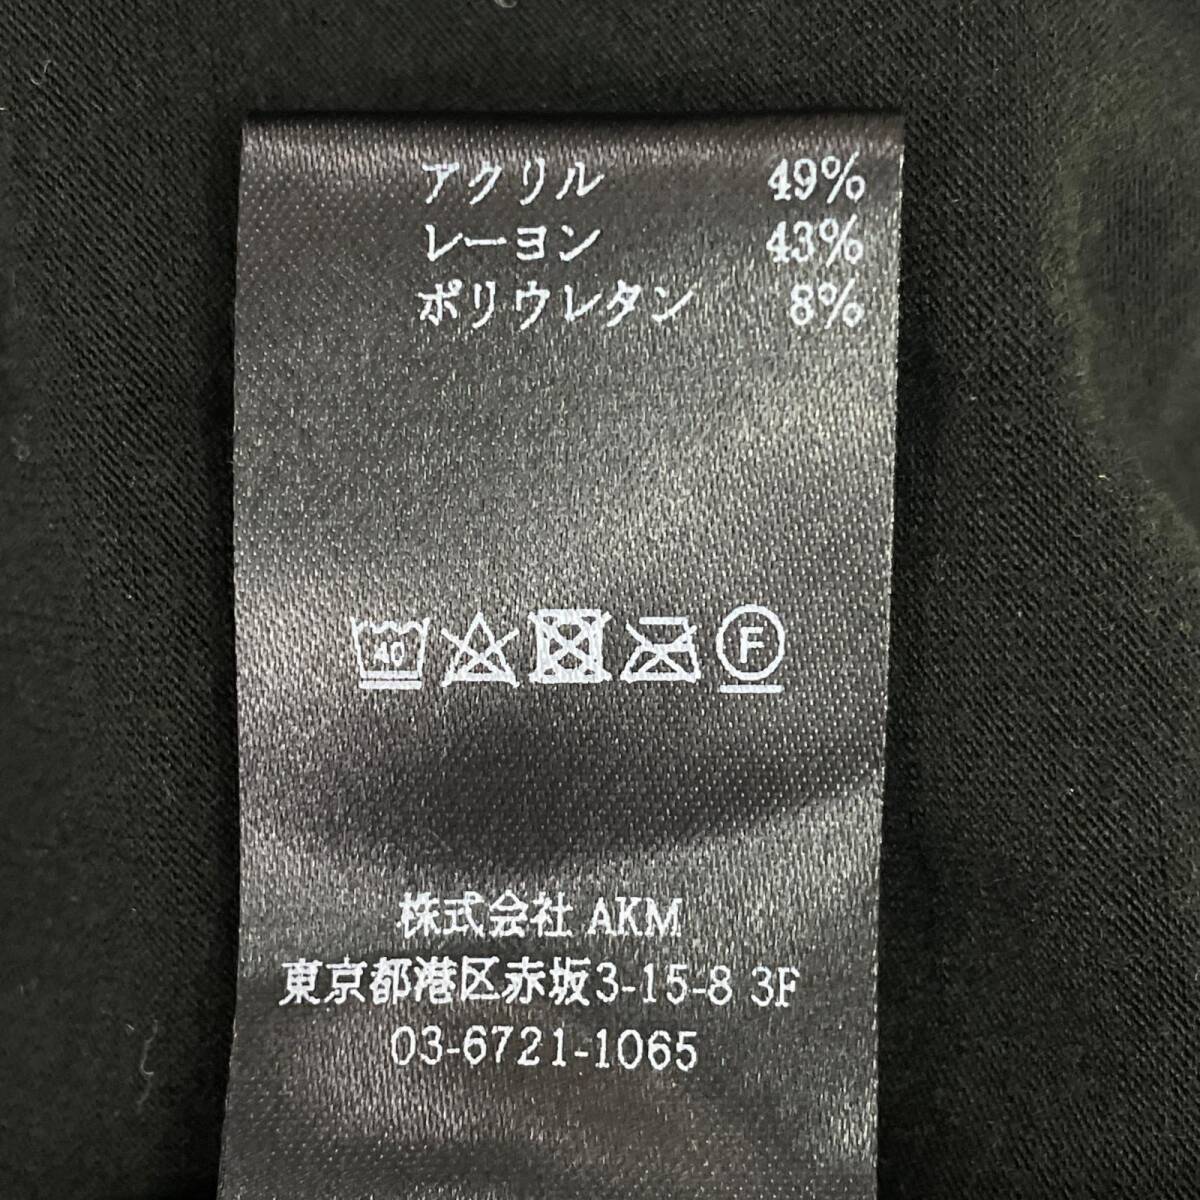 アクリル 49%
レーヨン 43%
ポリウレタン 8%
40 F
株式会社 AKM
東京都港区赤坂3-15-8 3F
03-6721-1065